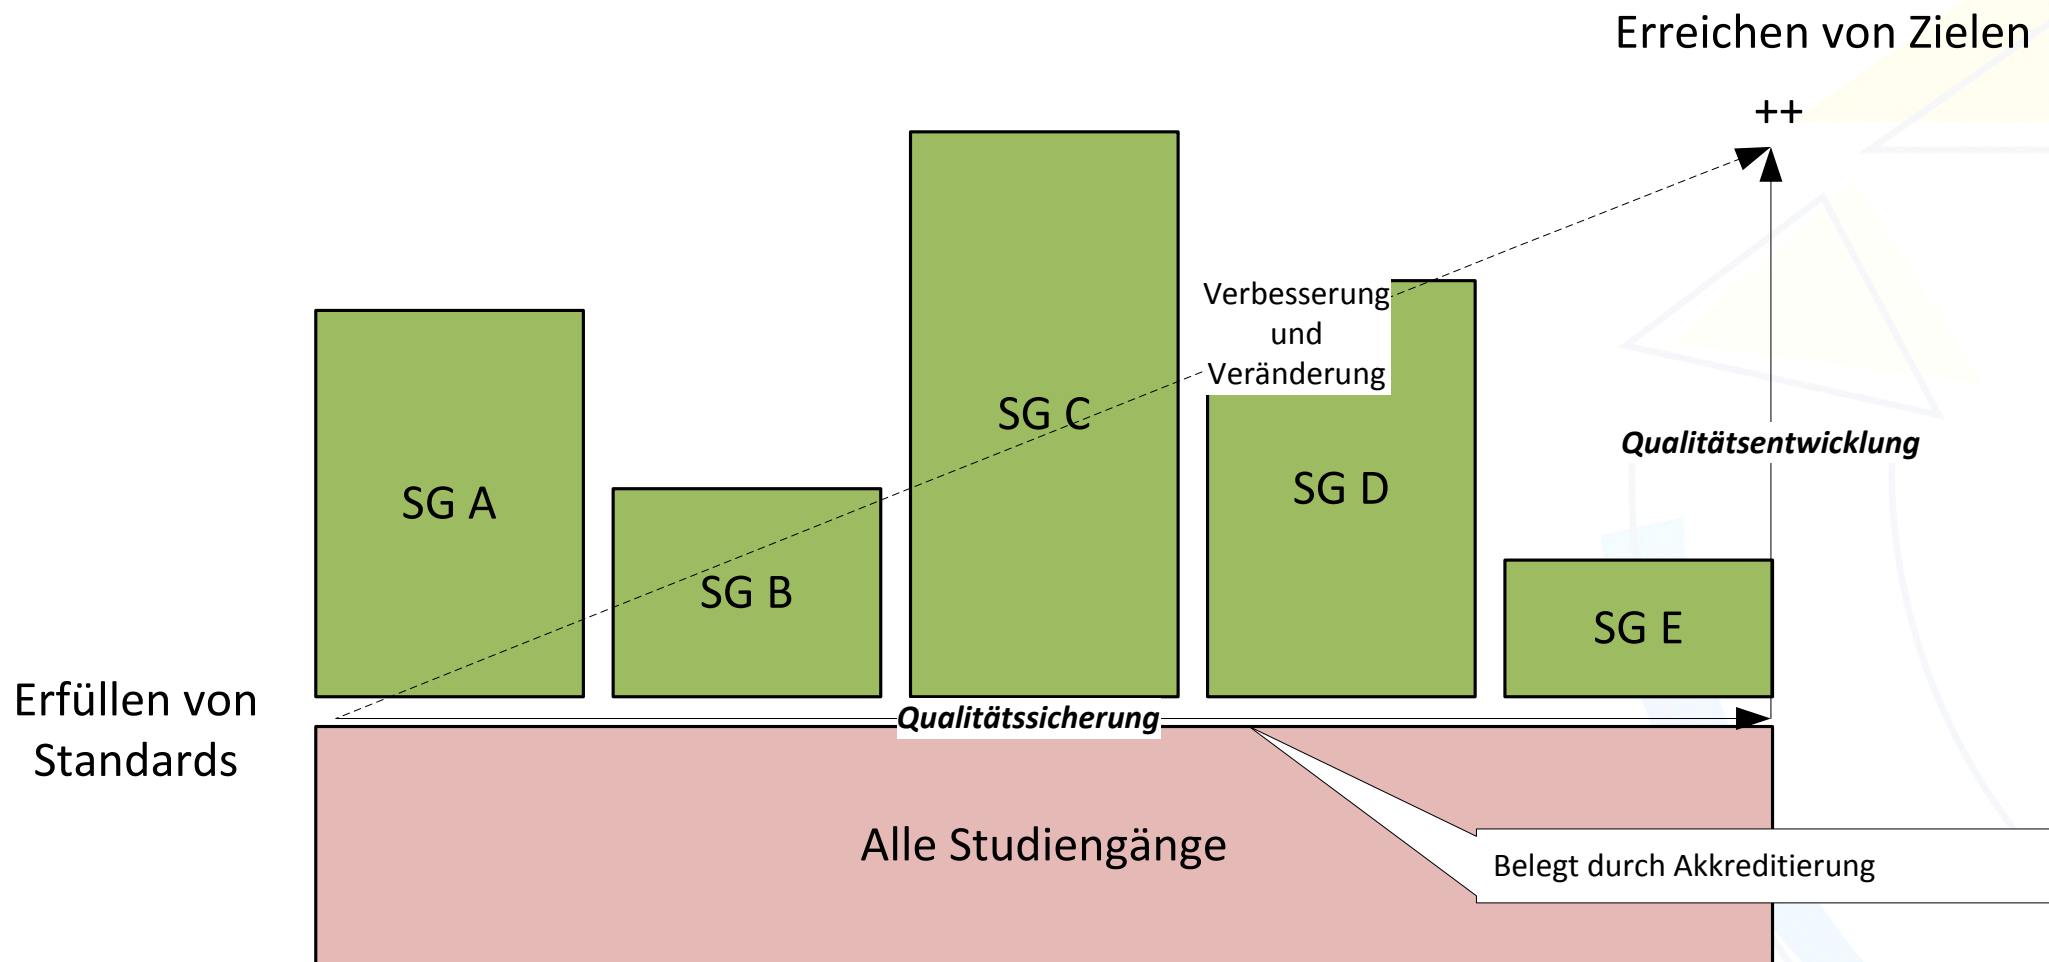 Erreichen von Zielen
++
Verbesserung
und
Veränderung
SG C
Qualitätsentwicklung
SG A
SG D
SG B
SG E
Erfüllen von
Standards
Qualitätssicherung
Alle Studiengänge
Belegt durch Akkreditierung